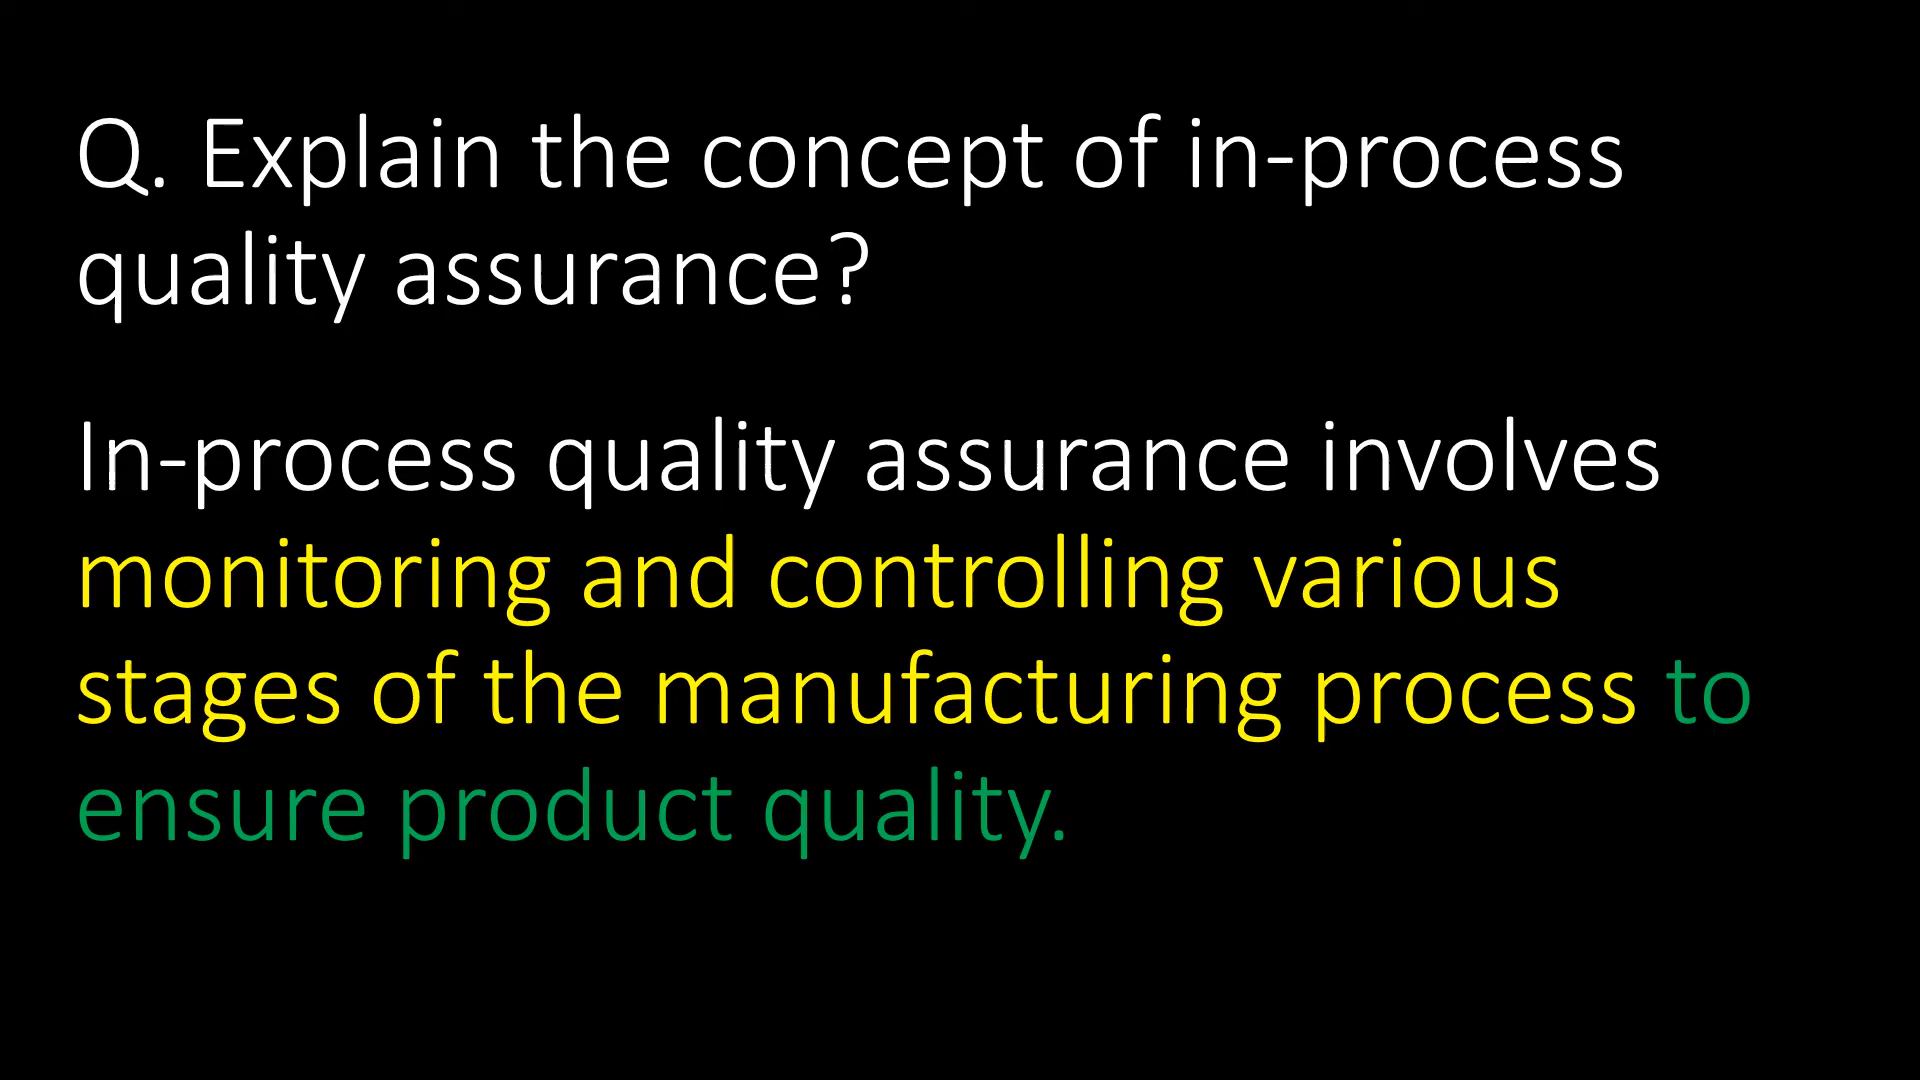 Q. Explain the concept of in-process
quality assurance?
In-process quality assurance involves
monitoring and controlling various
stages of the manufacturing process to
ensure product quality.